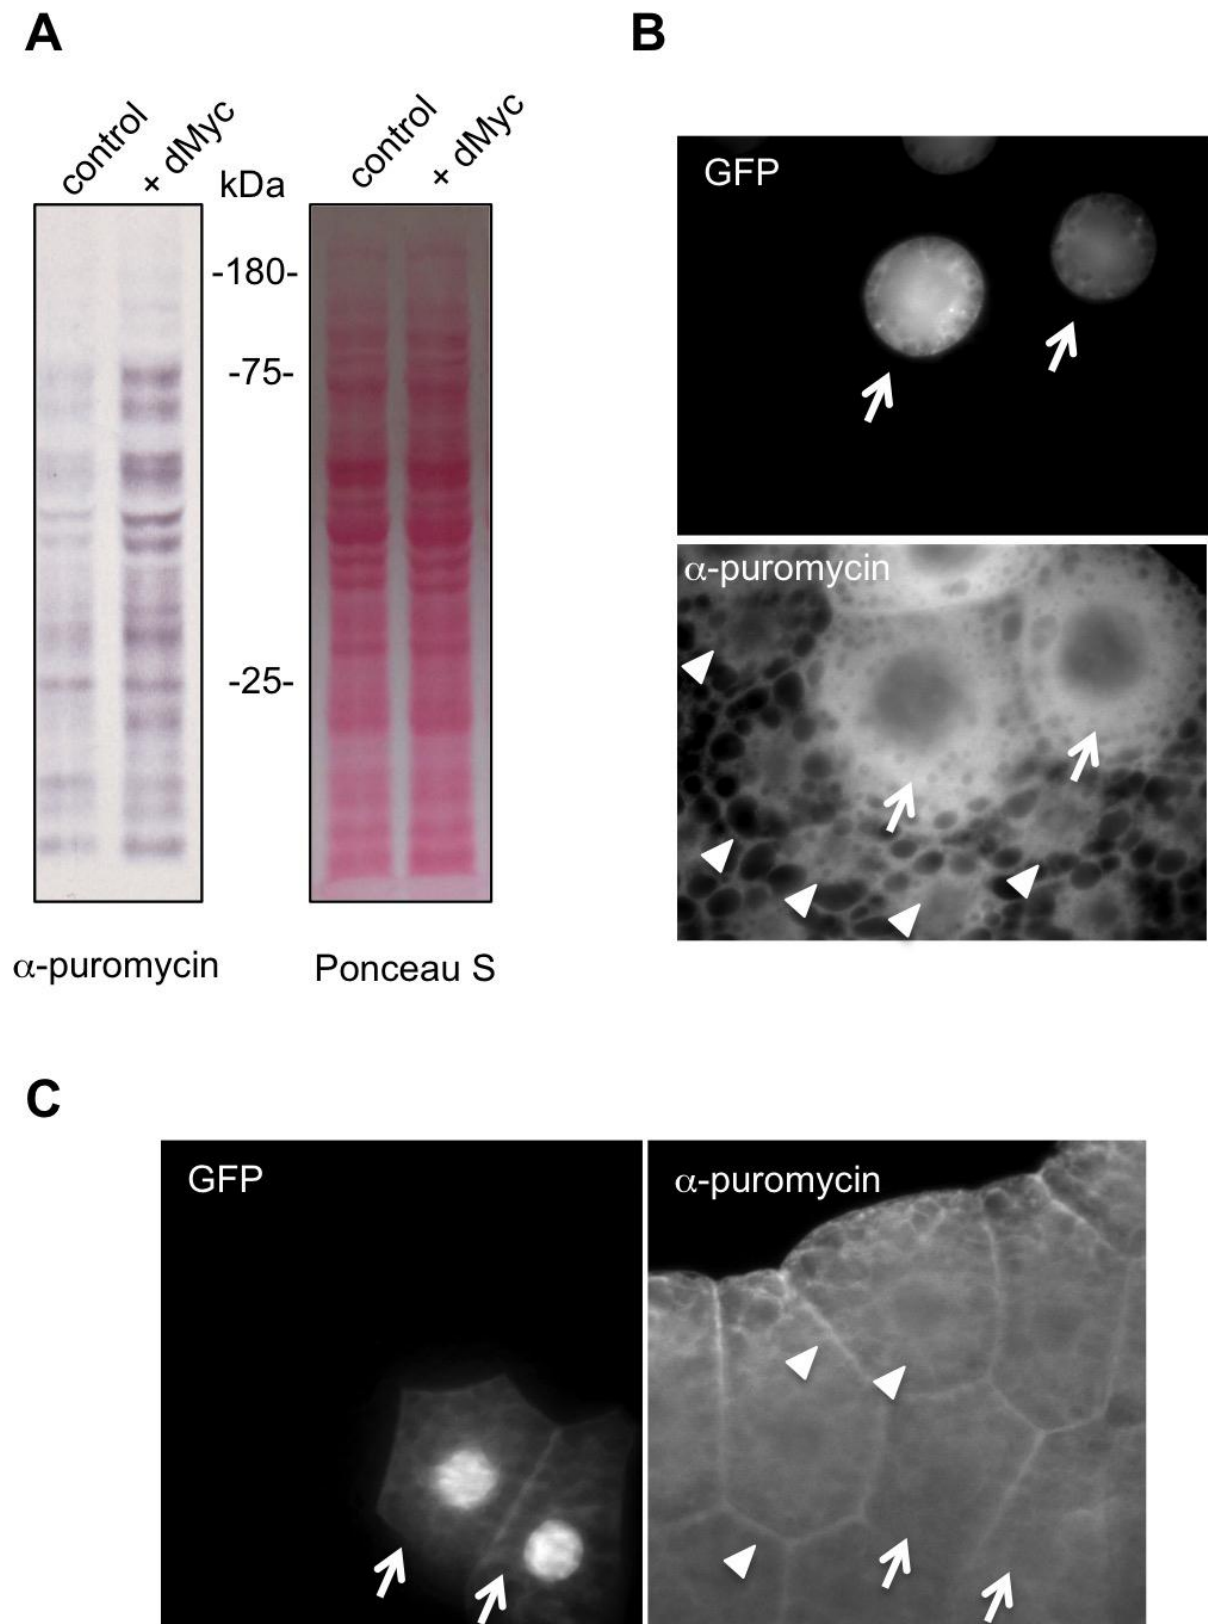 A
control
+ dMyc
kDa
control
+ dMyc
-180-
-75-
-25-
α-puromycin
Ponceau S
B
GFP
α-puromycin
C
GFP
α-puromycin